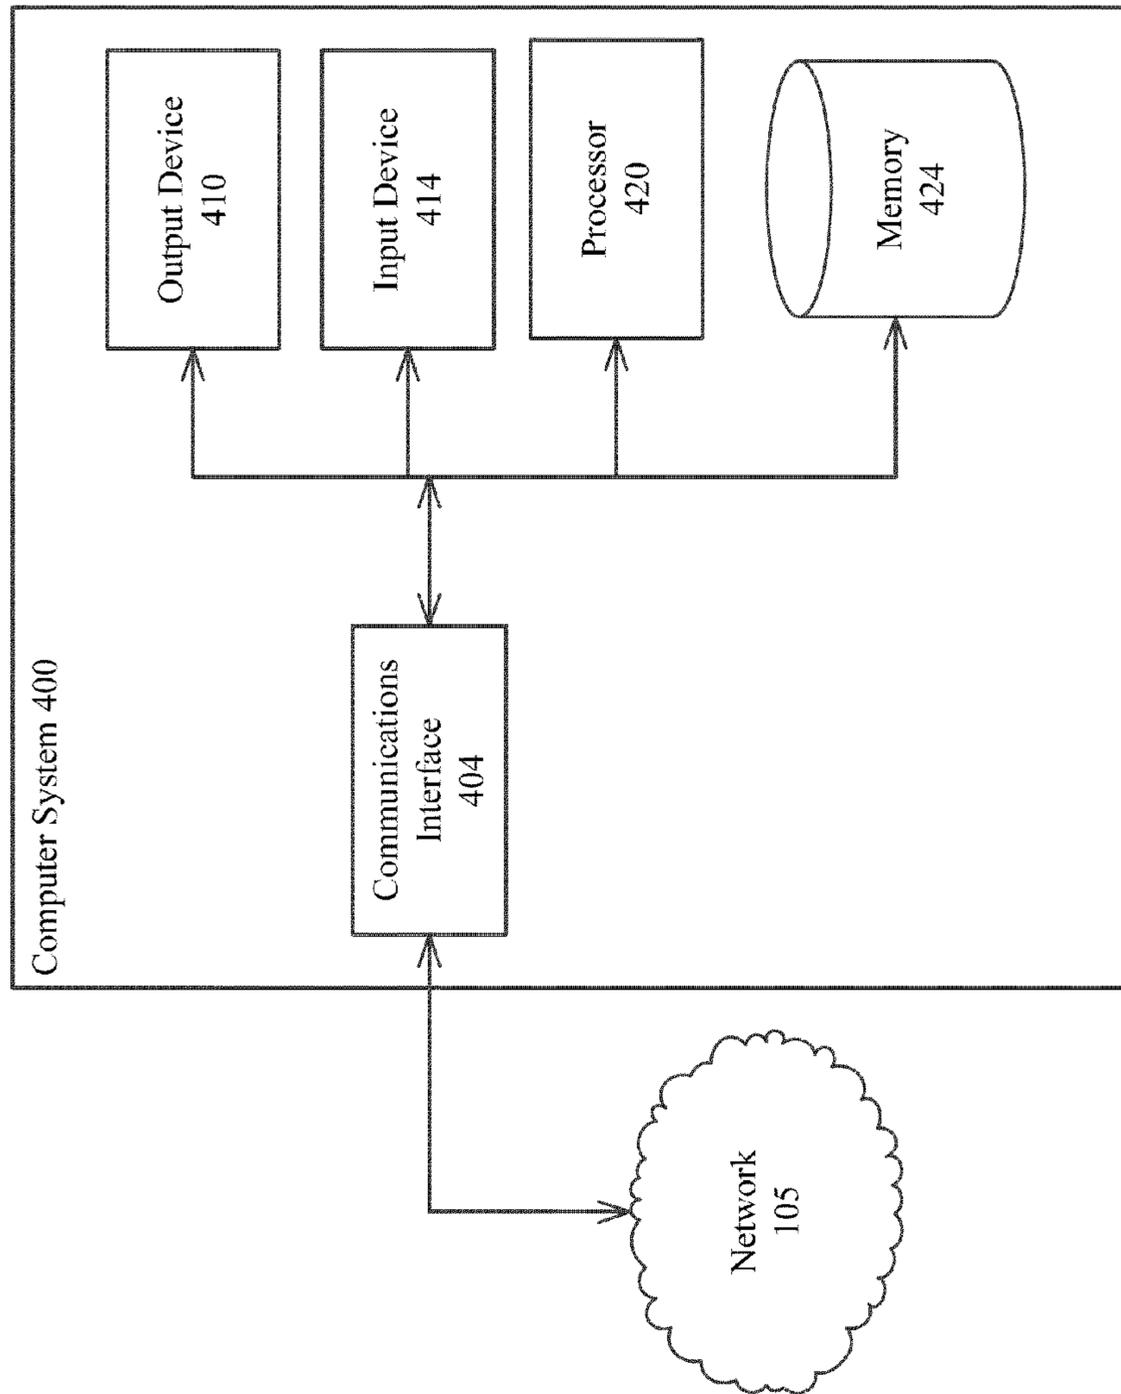 Computer System 400
Output Device
410
Input Device
414
Processor
420
Memory
424
Communications
Interface
404
Network
105